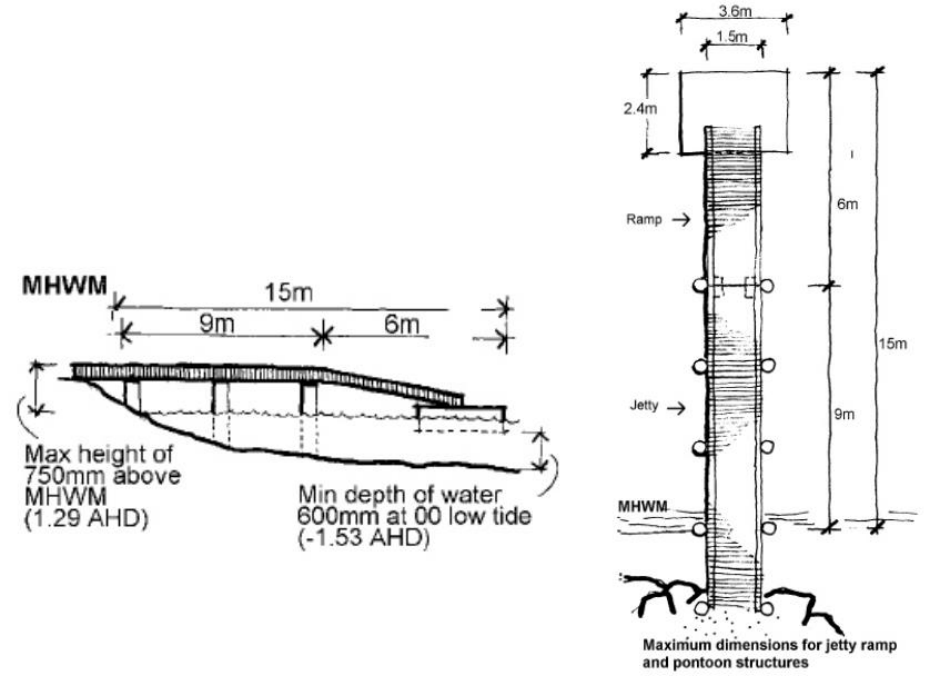 MHWM
15m
9m
6m
Max height of
750mm above
MHWM
(1.29 AHD)
Min depth of water
600mm at 00 low tide
(-1.53 AHD)
3.6m
1.5m
2.4m
Ramp
6m
15m
Jetty
9m
MHWM
Maximum dimensions for jetty ramp
and pontoon structures